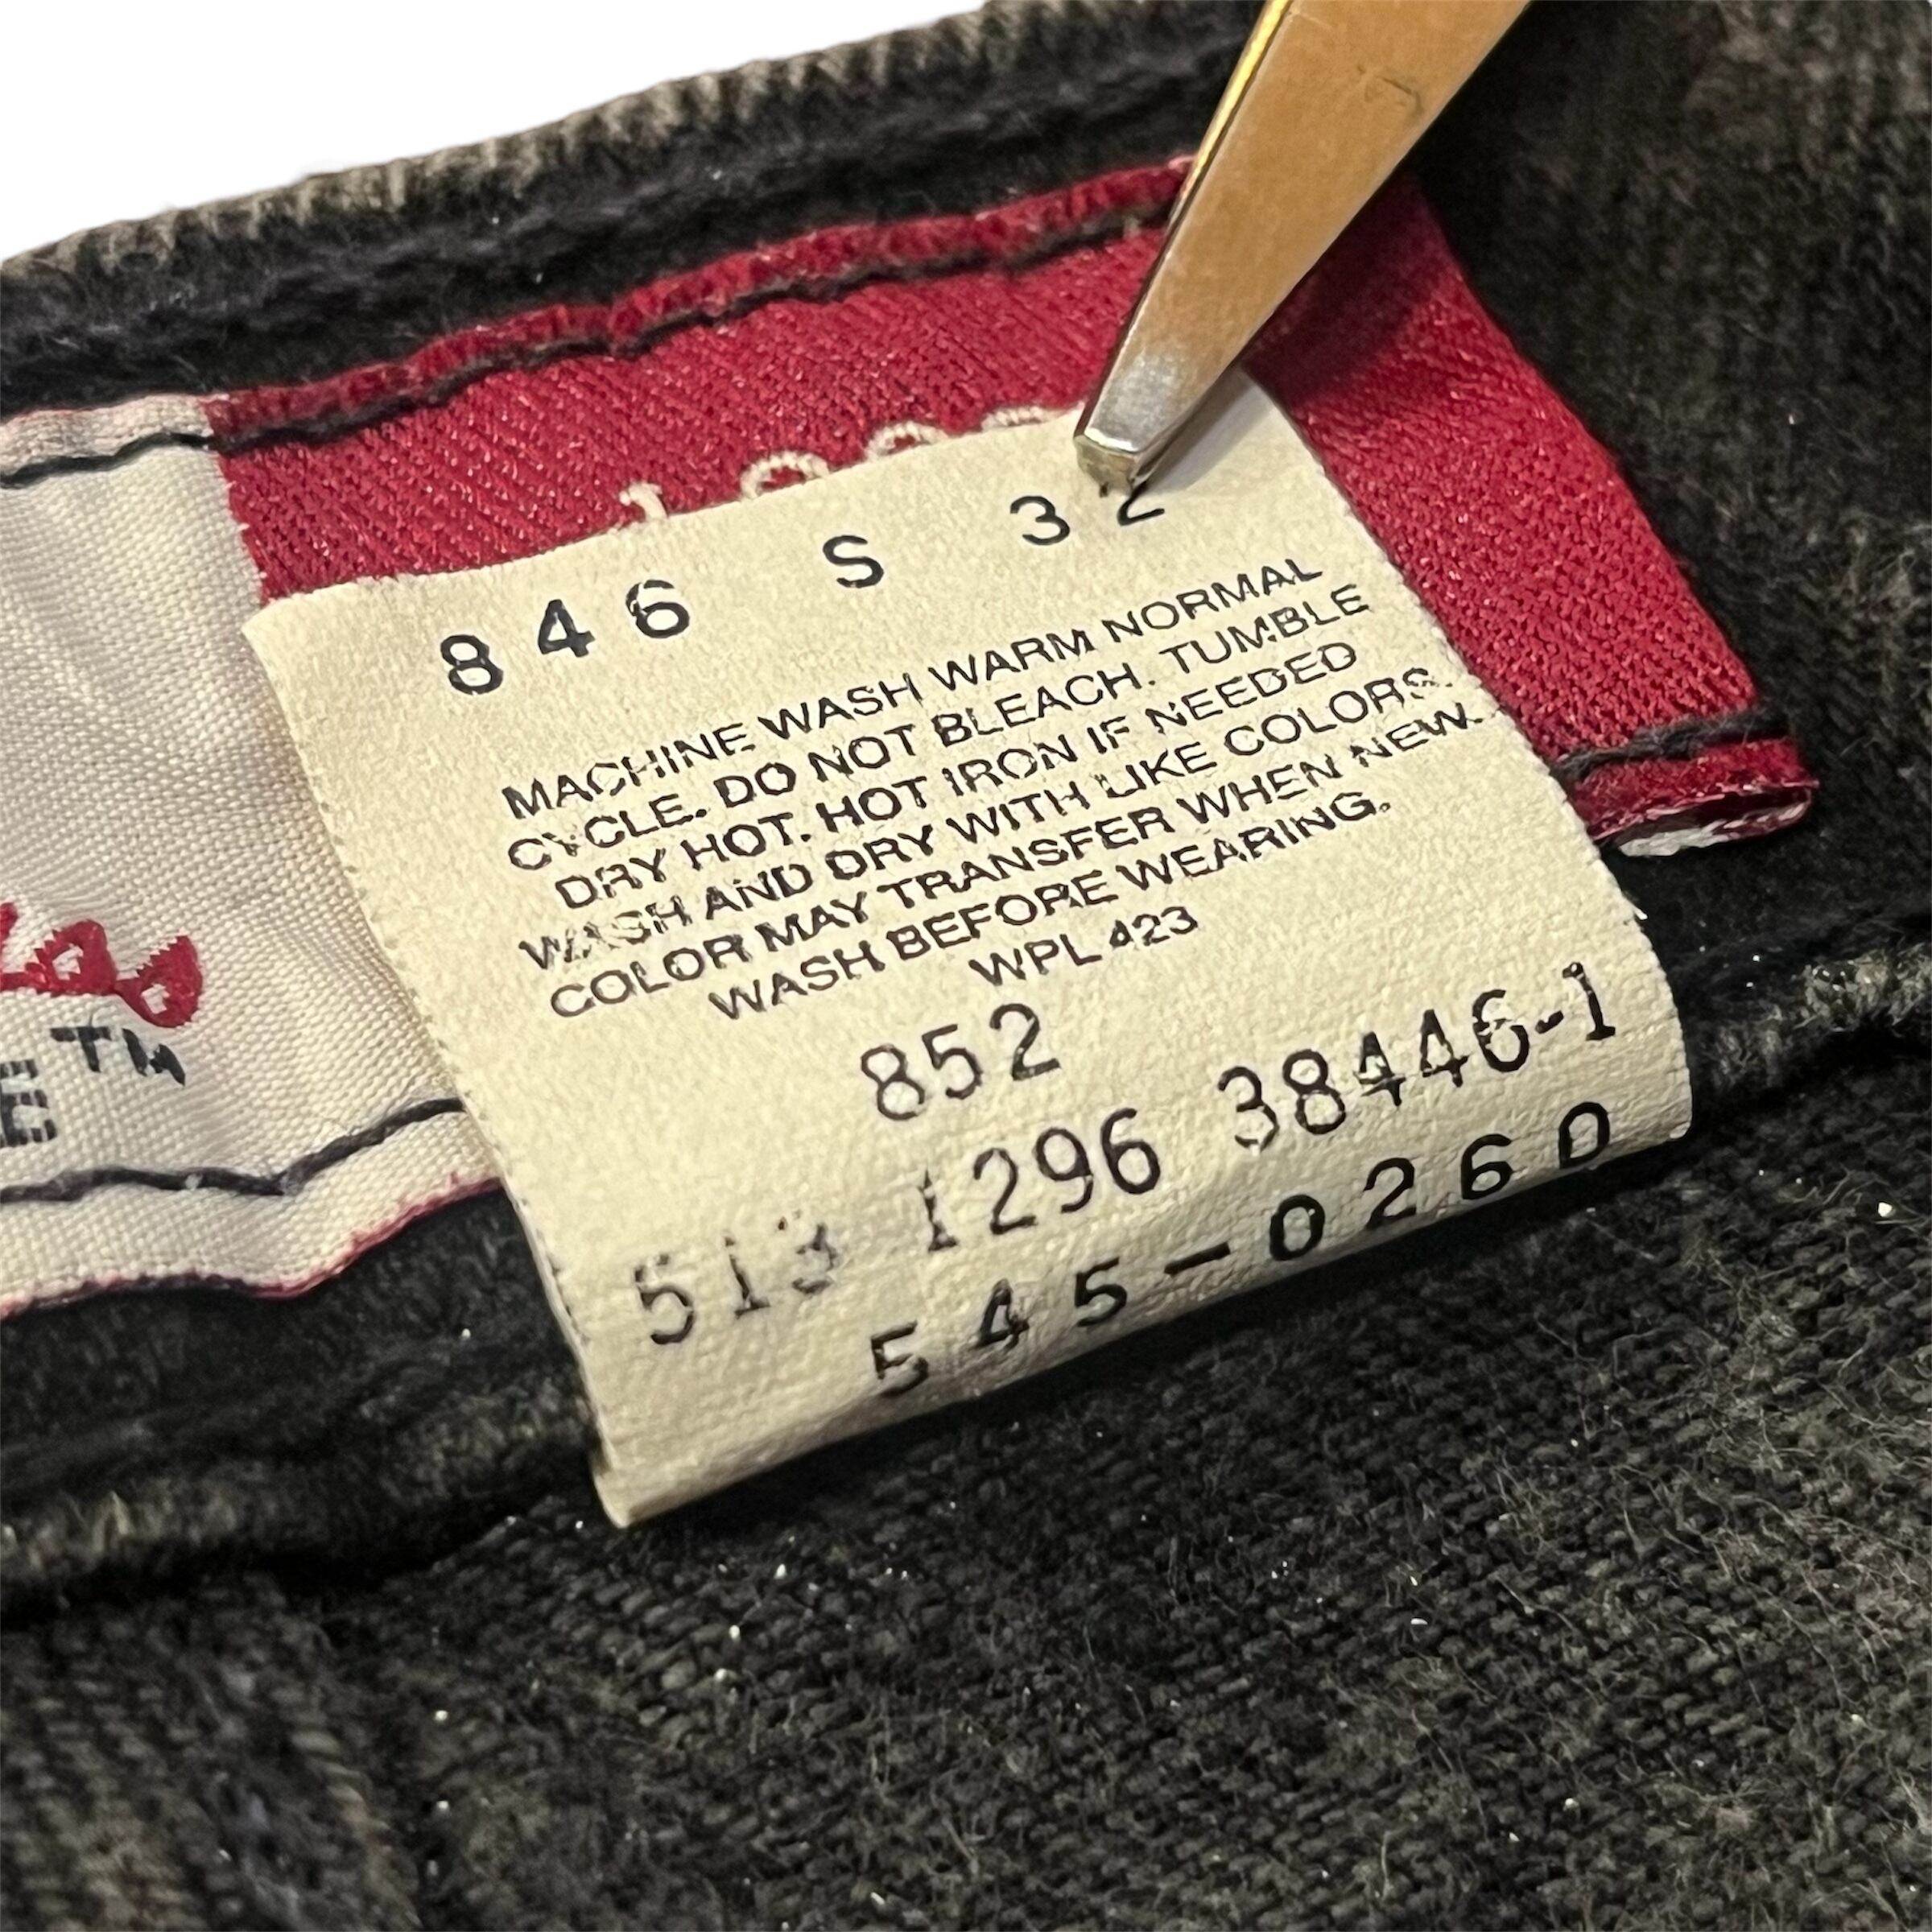 846 S 32
MACHINE WASH WARM NORMAL
CYCLE. DO NOT BLEACH. TUMBLE
DRY HOT. HOT IRON IF NEEDED
WASH AND DRY WITH LIKE COLORS.
COLOR MAY TRANSFER WHEN NEW.
WASH BEFORE WEARING.
WPL 423
852
513 1296 38446-1
545-0260
E™